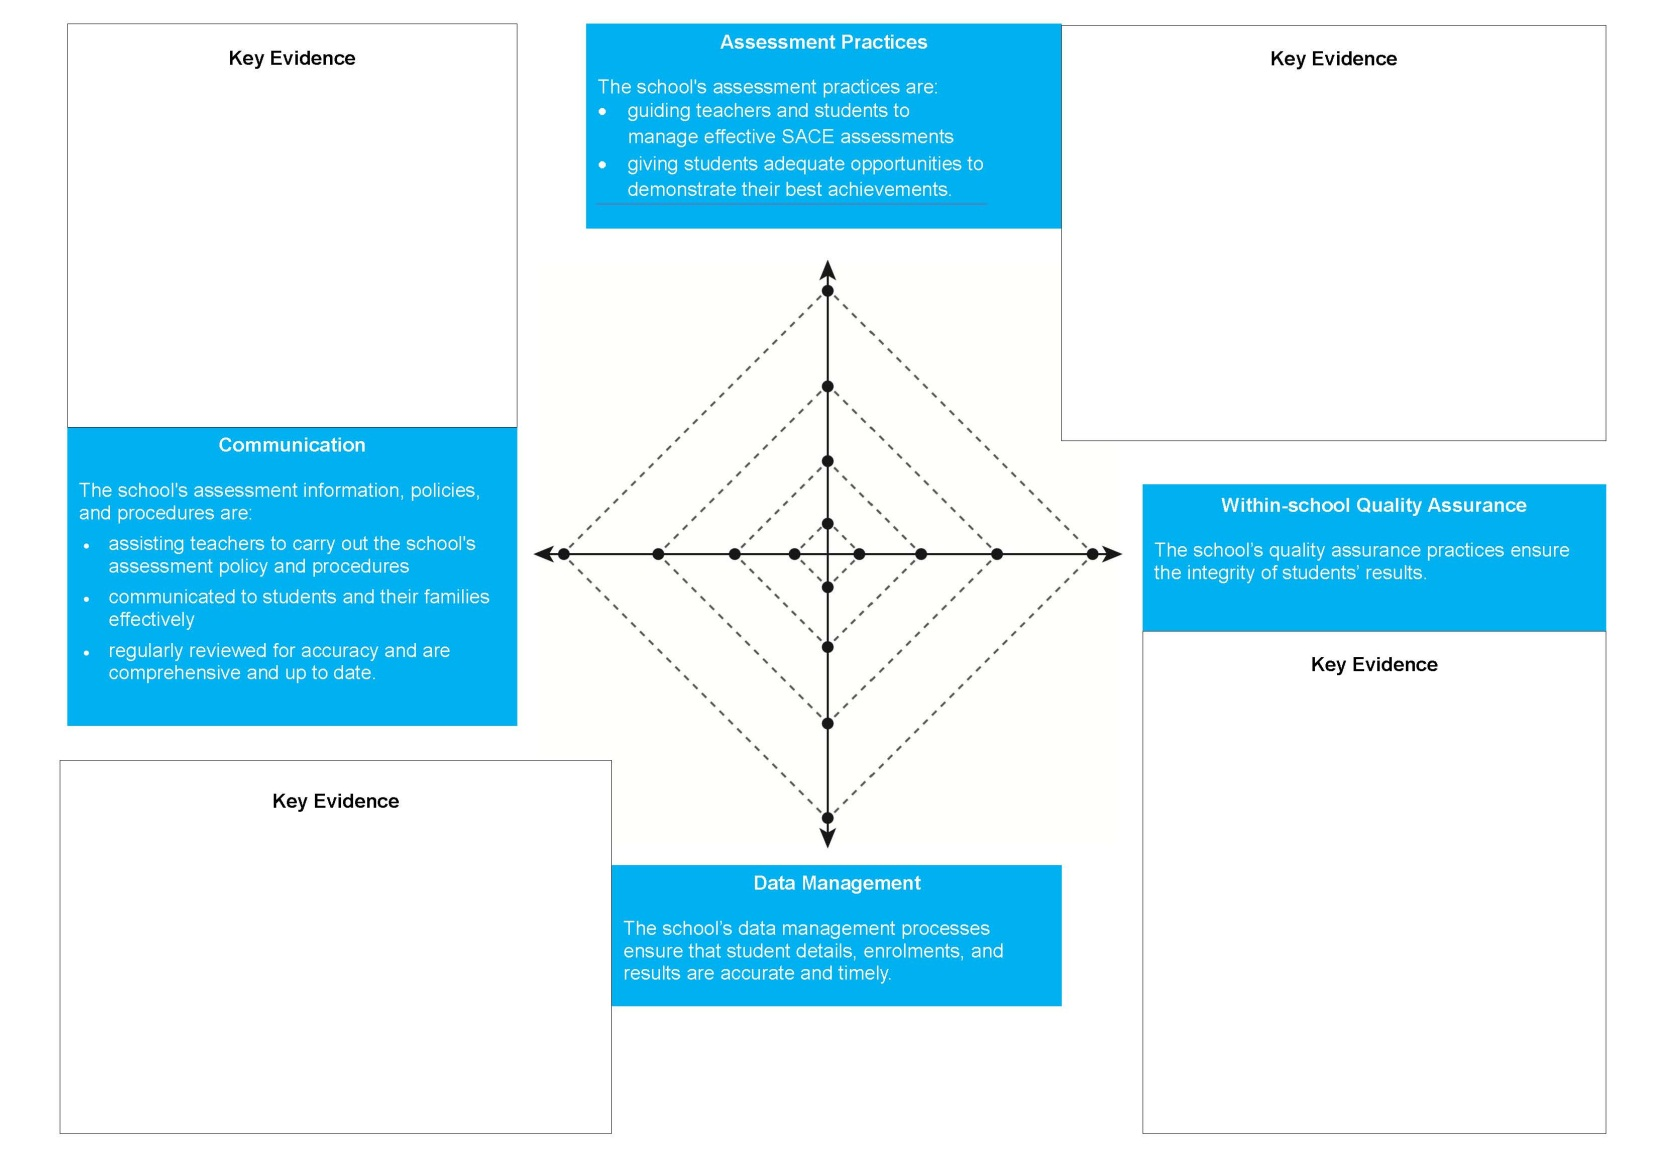 Key Evidence
Assessment Practices
The school's assessment practices are:
• guiding teachers and students to
manage effective SACE assessments
• giving students adequate opportunities to
demonstrate their best achievements.
Key Evidence
Communication
The school's assessment information, policies,
and procedures are:
• assisting teachers to carry out the school's
assessment policy and procedures
• communicated to students and their families
effectively
• regularly reviewed for accuracy and are
comprehensive and up to date.
Within-school Quality Assurance
The school’s quality assurance practices ensure
the integrity of students’ results.
Key Evidence
Key Evidence
Data Management
The school’s data management processes
ensure that student details, enrolments, and
results are accurate and timely.